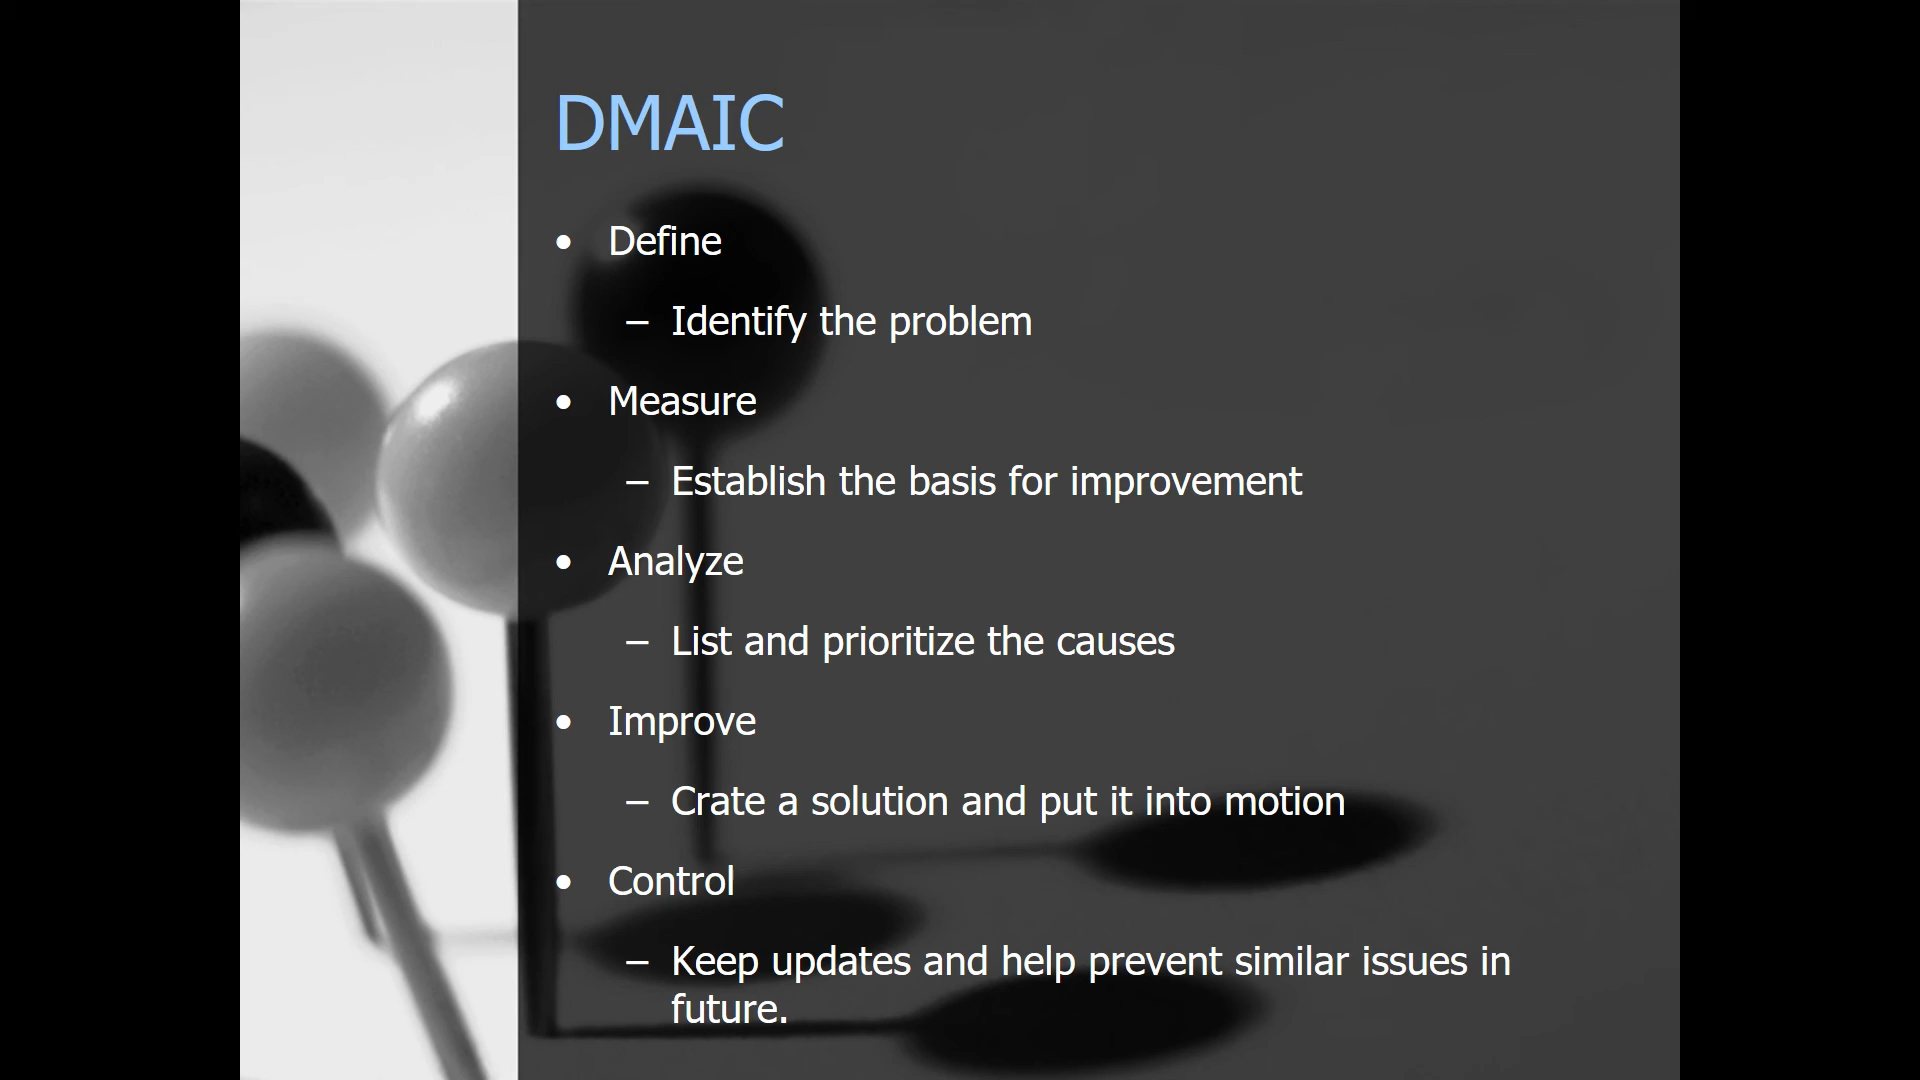 DMAIC
• Define
– Identify the problem
• Measure
– Establish the basis for improvement
• Analyze
– List and prioritize the causes
• Improve
– Crate a solution and put it into motion
• Control
– Keep updates and help prevent similar issues in
future.